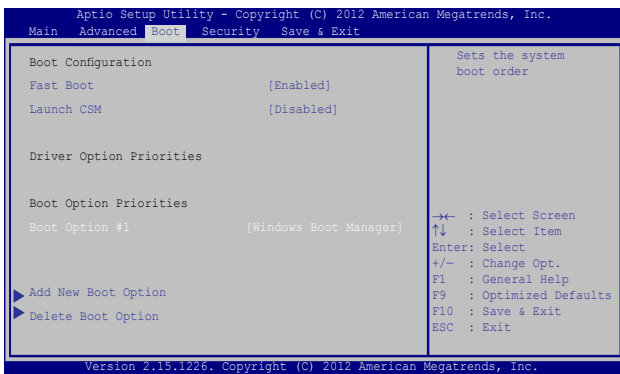 Aptio Setup Utility - Copyright (C) 2012 American Megatrends, Inc.
Main Advanced Boot Security Save & Exit
Boot Configuration
Fast Boot [Enabled]
Launch CSM [Disabled]
Driver Option Priorities
Boot Option Priorities
Boot Option #1 [Windows Boot Manager]
Add New Boot Option
Delete Boot Option
Sets the system
boot order
→← : Select Screen
↑↓ : Select Item
Enter: Select
+/— : Change Opt.
F1 : General Help
F9 : Optimized Defaults
F10 : Save & Exit
ESC : Exit
Version 2.15.1226. Copyright (C) 2012 American Megatrends, Inc.